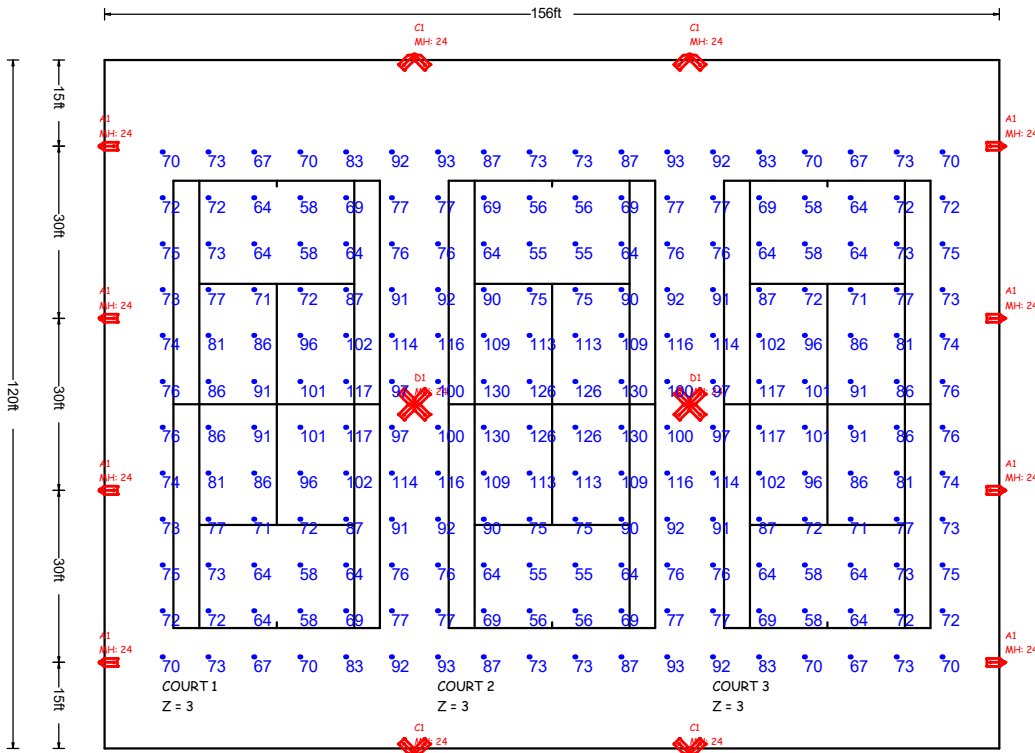 156ft
C1 C1
MH: 24 MH: 24
15ft
A1 A1
MH: 24 MH: 24
70 73 67 70 83 92 93 87 73 73 87 93 92 83 70 67 73 70
72 72 64 58 69 77 77 69 56 56 69 77 77 69 58 64 72 72
30ft
75 73 64 58 64 76 76 64 55 55 64 76 76 64 58 64 73 75
A1 A1
MH: 24 MH: 24
73 77 71 72 87 91 92 90 75 75 90 92 91 87 72 71 77 73
74 81 86 96 102 114 116 109 113 113 109 116 114 102 96 86 81 74
D1 D1
MH: 24 MH: 24
76 86 91 101 117 97 100 130 126 126 130 100 97 117 101 91 86 76
120ft
30ft
76 86 91 101 117 97 100 130 126 126 130 100 97 117 101 91 86 76
A1 A1
MH: 24 MH: 24
74 81 86 96 102 114 116 109 113 113 109 116 114 102 96 86 81 74
73 77 71 72 87 91 92 90 75 75 90 92 91 87 72 71 77 73
30ft
75 73 64 58 64 76 76 64 55 55 64 76 76 64 58 64 73 75
72 72 64 58 69 77 77 69 56 56 69 77 77 69 58 64 72 72
A1 A1
MH: 24 MH: 24
70 73 67 70 83 92 93 87 73 73 87 93 92 83 70 67 73 70
COURT 1 COURT 2 COURT 3
Z = 3 Z = 3 Z = 3
15ft
C1 C1
MH: 24 MH: 24